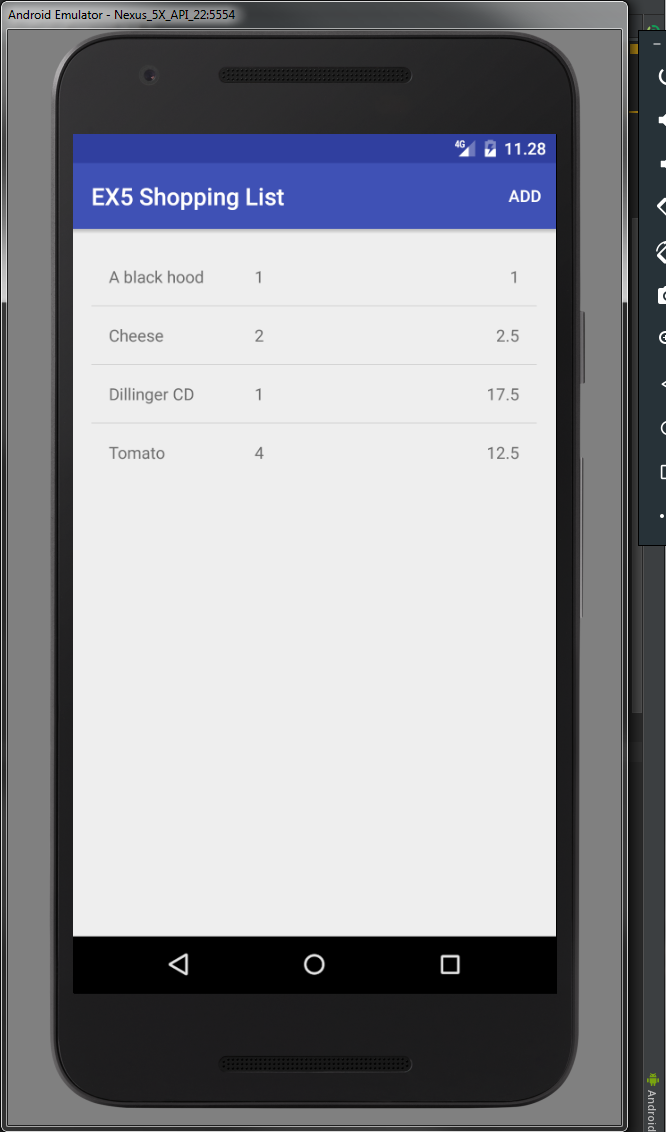 Android Emulator - Nexus_5X_API_22:5554
4G 11.28
EX5 Shopping List ADD
A black hood 1 1
Cheese 2 2.5
Dillinger CD 1 17.5
Tomato 4 12.5
Android